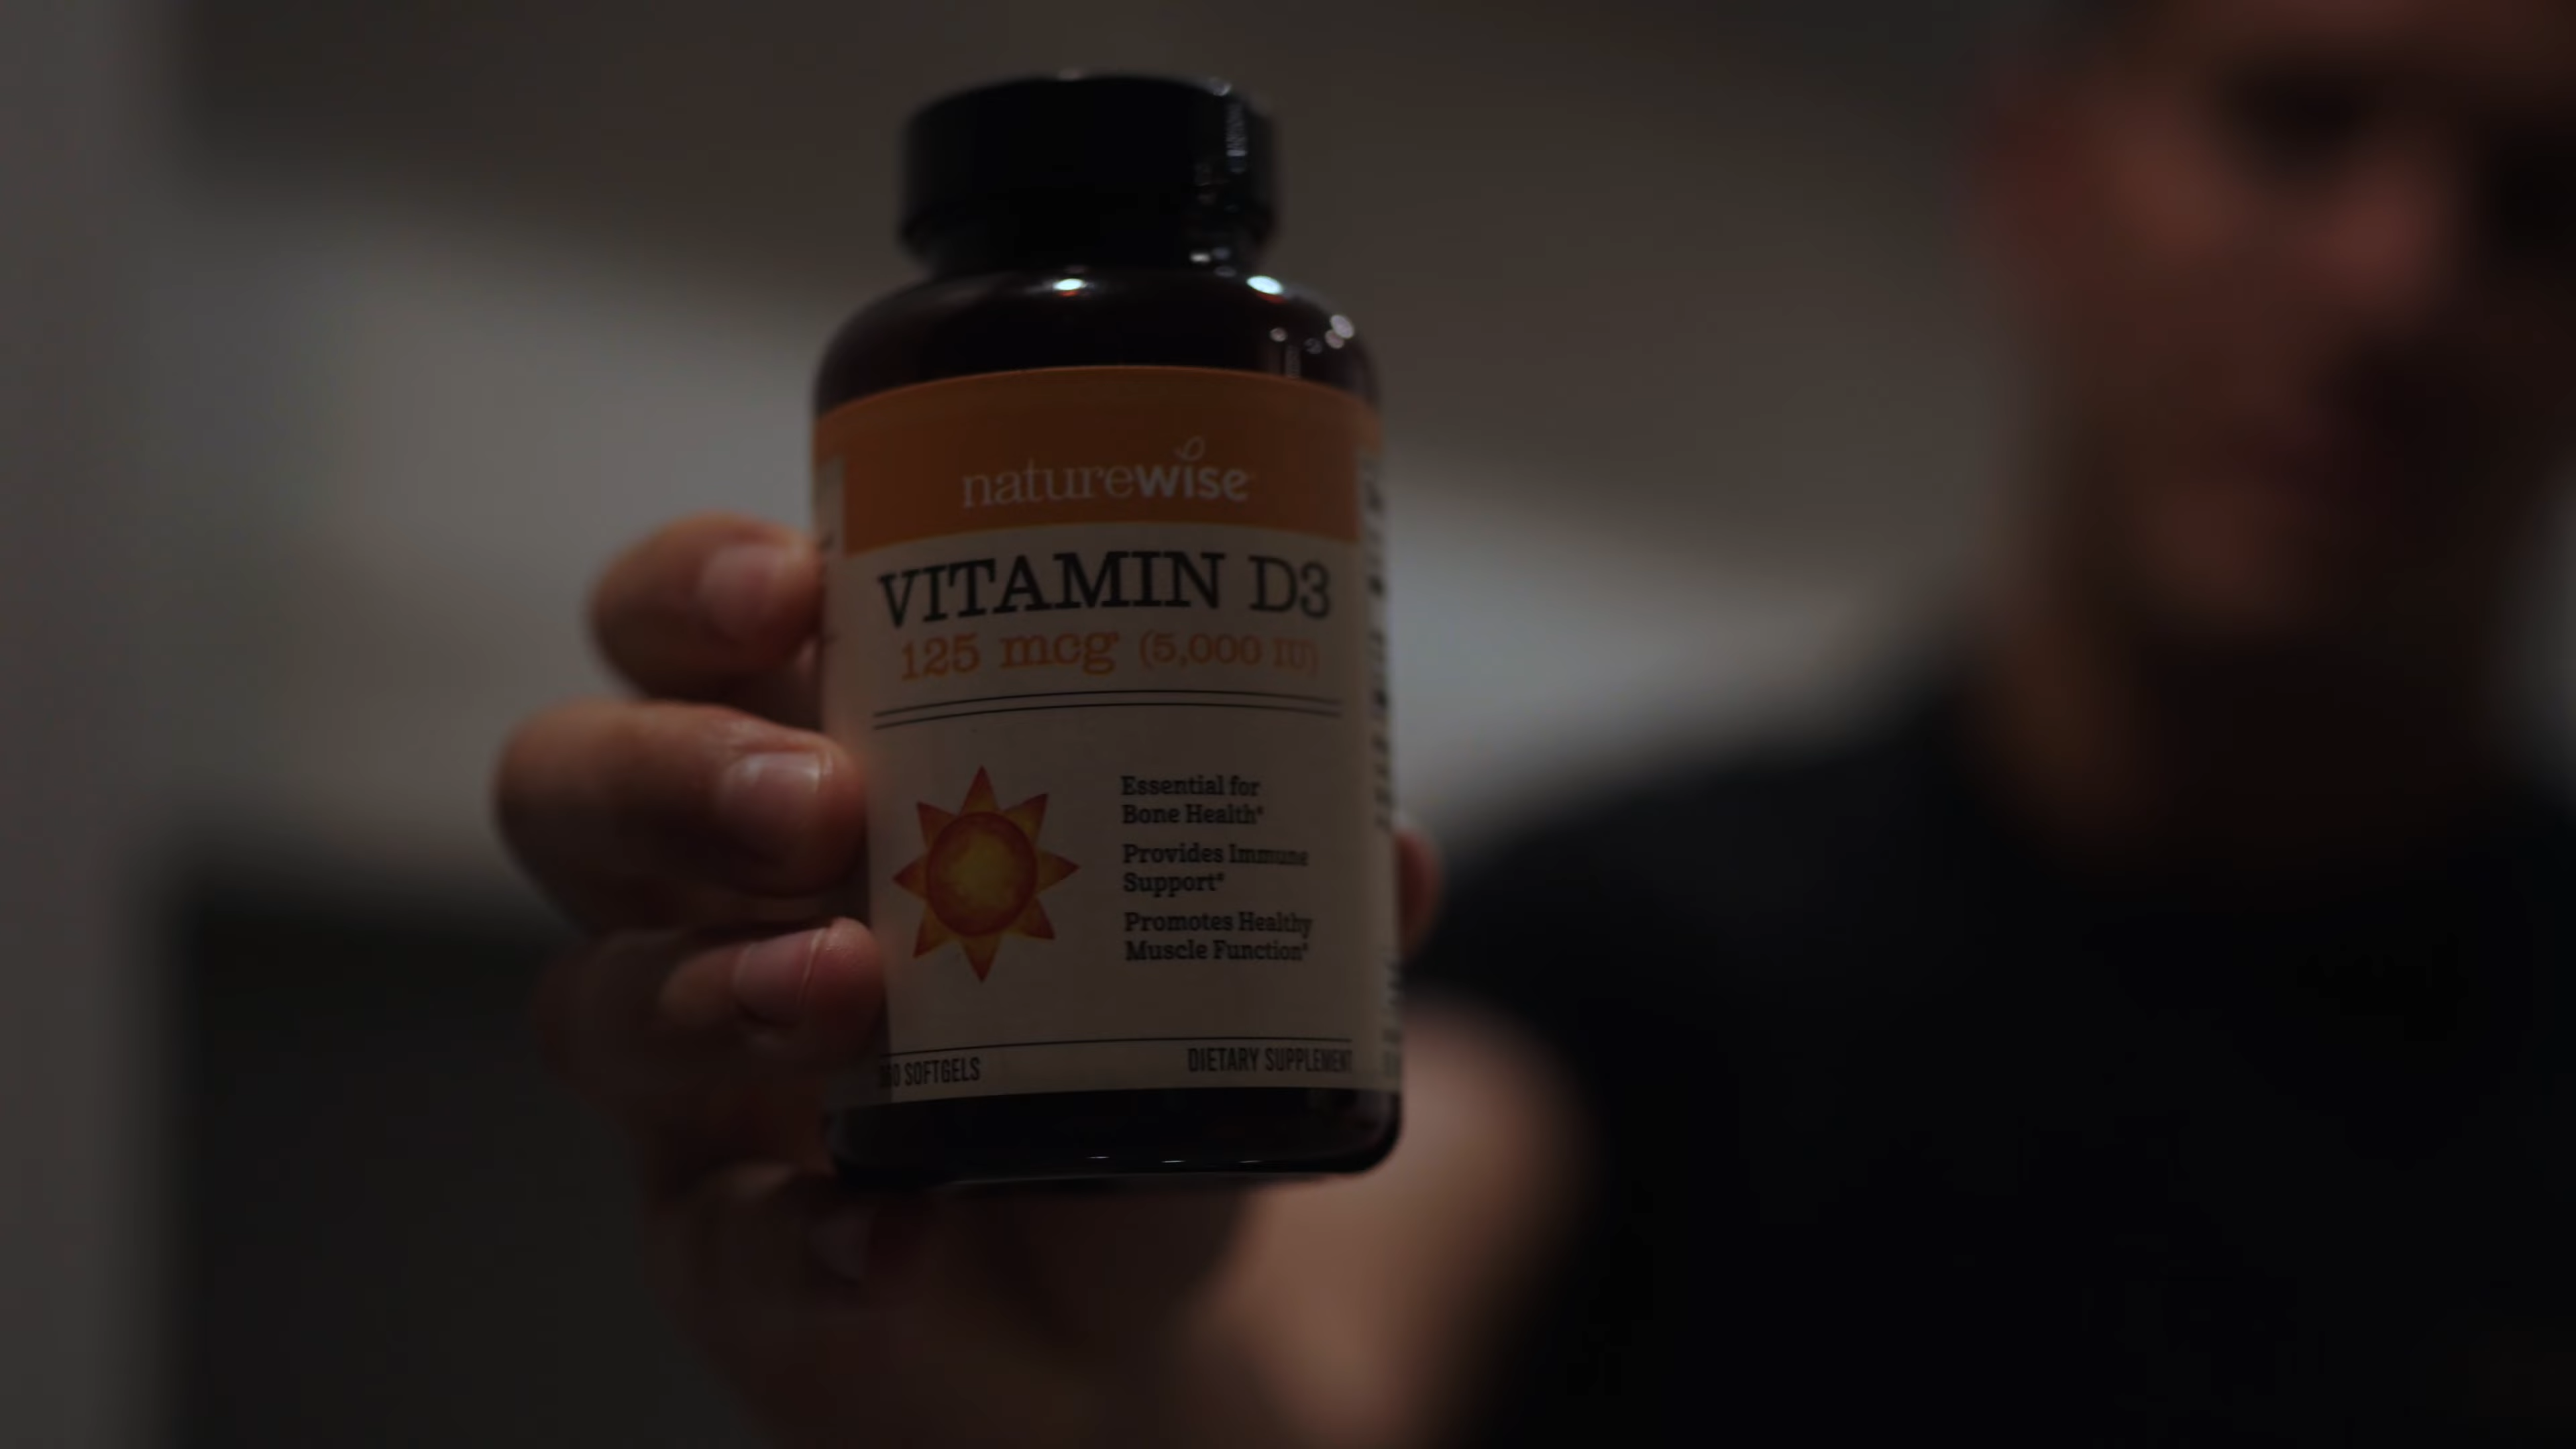 naturewise
VITAMIN D3
125 mcg (5,000 IU)
Essential for
Bone Health*
Provides Immune
Support*
Promotes Healthy
Muscle Function*
SOFTGELS
DIETARY SUPPLEMENT